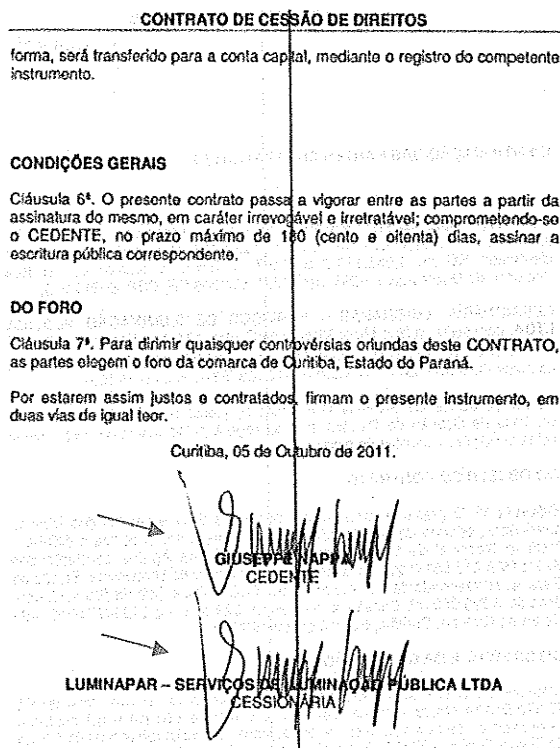 CONTRATO DE CESSÃO DE DIREITOS
forma, será transferido para a conta capital, mediante o registro do competente
instrumento.
CONDIÇÕES GERAIS
Cláusula 6ª. O presente contrato passa a vigorar entre as partes a partir da
assinatura do mesmo, em caráter irrevogável e irretratável; comprometendo-se
o CEDENTE, no prazo máximo de 180 (cento e oitenta) dias, assinar a
escritura pública correspondente.
DO FORO
Cláusula 7ª. Para dirimir quaisquer controvérsias oriundas deste CONTRATO,
as partes elegem o foro da comarca de Curitiba, Estado do Paraná.
Por estarem assim justos e contratados, firmam o presente instrumento, em
duas vias de igual teor.
Curitiba, 05 de Outubro de 2011.
GIUSEPPE NAPPA
CEDENTE
LUMINAPAR – SERVIÇOS DE ILUMINAÇÃO PÚBLICA LTDA
CESSIONÁRIA